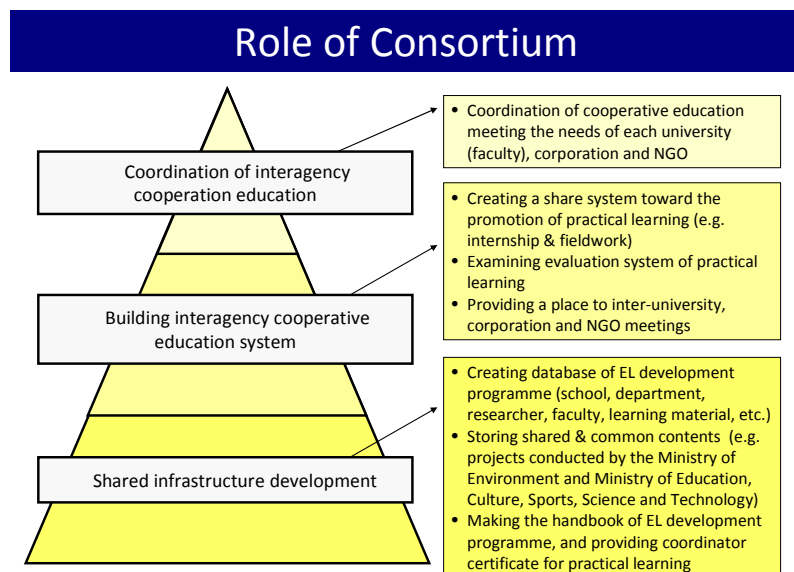 Role of Consortium
Coordination of interagency
cooperation education
• Coordination of cooperative education
meeting the needs of each university
(faculty), corporation and NGO
Building interagency cooperative
education system
• Creating a share system toward the
promotion of practical learning (e.g.
internship & fieldwork)
• Examining evaluation system of practical
learning
• Providing a place to inter-university,
corporation and NGO meetings
Shared infrastructure development
• Creating database of EL development
programme (school, department,
researcher, faculty, learning material, etc.)
• Storing shared & common contents (e.g.
projects conducted by the Ministry of
Environment and Ministry of Education,
Culture, Sports, Science and Technology)
• Making the handbook of EL development
programme, and providing coordinator
certificate for practical learning